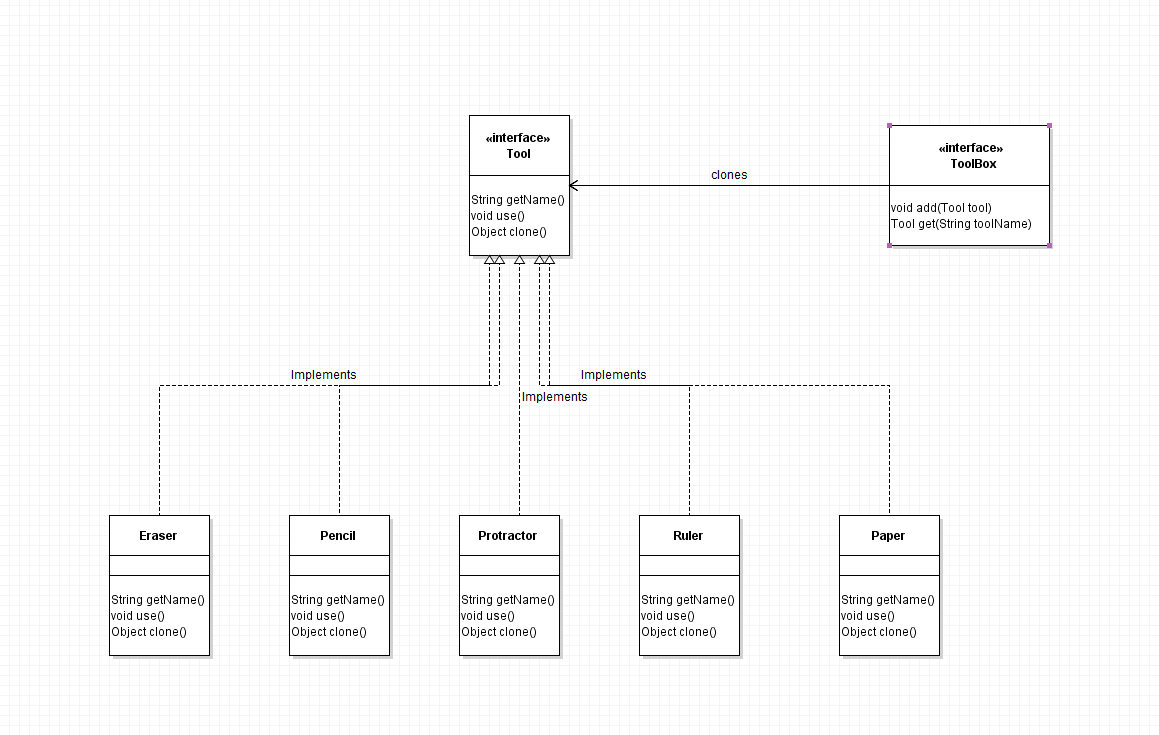 «interface»
Tool
String getName()
void use()
Object clone()
clones
«interface»
ToolBox
void add(Tool tool)
Tool get(String toolName)
Implements
Implements
Implements
Eraser
String getName()
void use()
Object clone()
Pencil
String getName()
void use()
Object clone()
Protractor
String getName()
void use()
Object clone()
Ruler
String getName()
void use()
Object clone()
Paper
String getName()
void use()
Object clone()